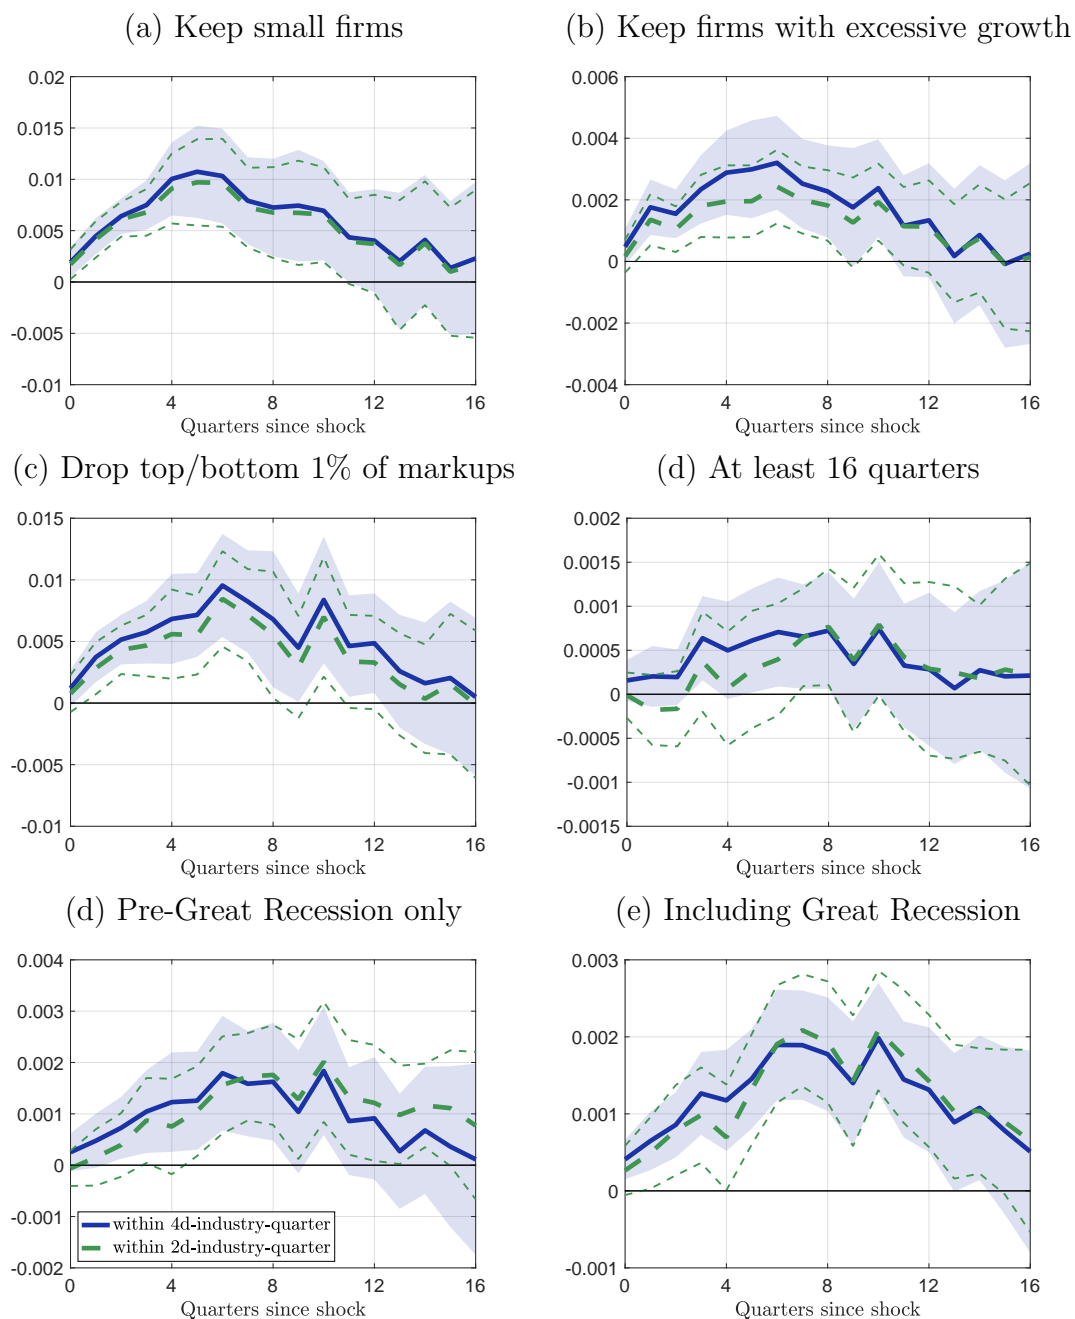 (a) Keep small firms
0.02
0.015
0.01
0.005
0
-0.005
-0.01
0 4 8 12 16
Quarters since shock
(b) Keep firms with excessive growth
0.006
0.004
0.002
0
-0.002
-0.004
0 4 8 12 16
Quarters since shock
(c) Drop top/bottom 1% of markups
0.015
0.01
0.005
0
-0.005
-0.01
0 4 8 12 16
Quarters since shock
(d) At least 16 quarters
0.002
0.0015
0.001
0.0005
0
-0.0005
-0.001
-0.0015
0 4 8 12 16
Quarters since shock
(d) Pre-Great Recession only
0.004
0.003
0.002
0.001
0
-0.001
-0.002
within 4d-industry-quarter
within 2d-industry-quarter
0 4 8 12 16
Quarters since shock
(e) Including Great Recession
0.003
0.002
0.001
0
-0.001
0 4 8 12 16
Quarters since shock